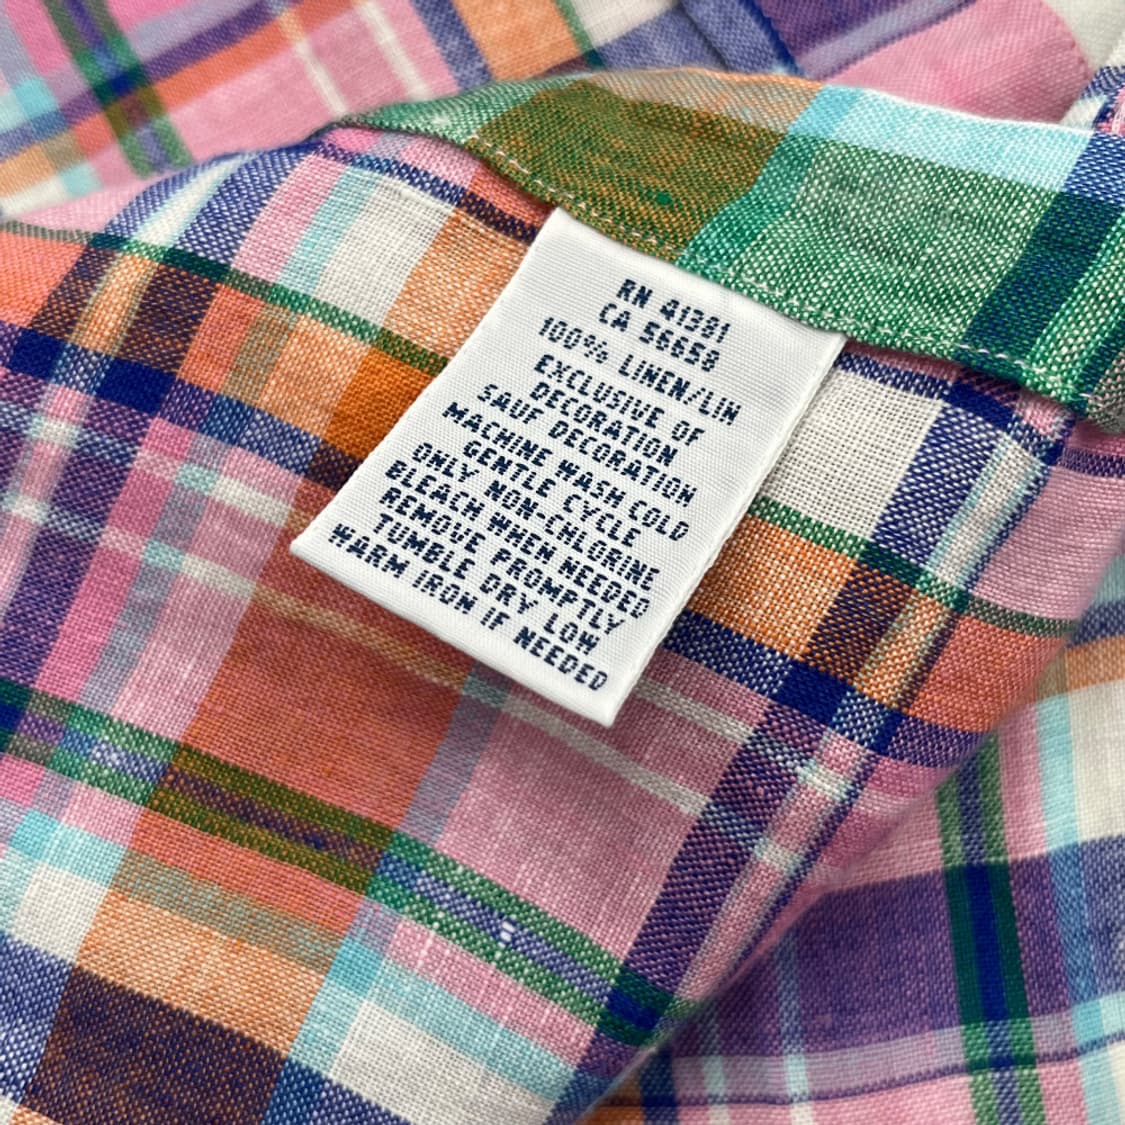 RN 41381
CA 56658
100% LINEN/LIN
EXCLUSIVE OF
DECORATION
SAUF DECORATION
MACHINE WASH COLD
GENTLE CYCLE
ONLY NON-CHLORINE
BLEACH WHEN NEEDED
REMOVE PROMPTLY
TUMBLE DRY LOW
WARM IRON IF NEEDED